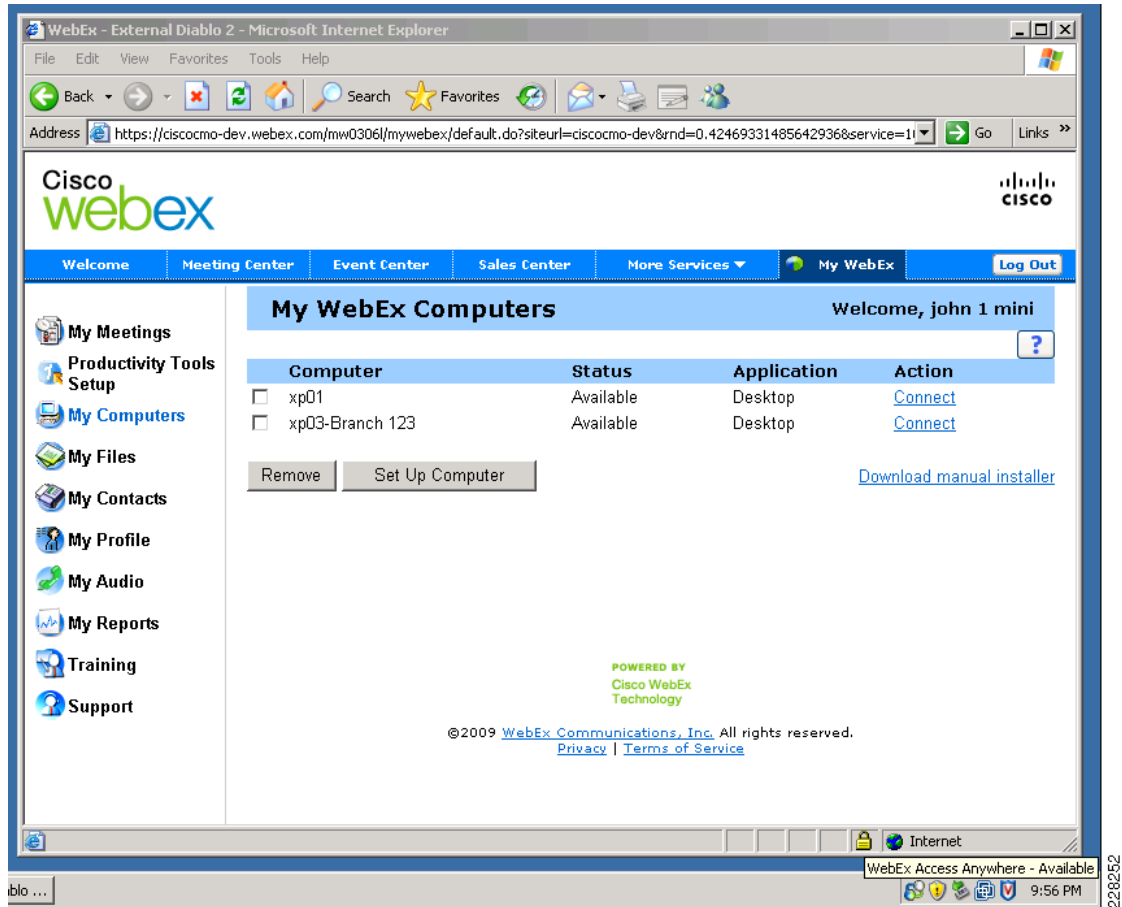 WebEx - External Diablo 2 - Microsoft Internet Explorer
File Edit View Favorites Tools Help
Back Search Favorites
Address https://ciscocmo-dev.webex.com/mw0306l/mywebex/default.do?siteurl=ciscocmo-dev&rnd=0.4246933148564293&service=1 Go Links »
Cisco
webex
cisco
Welcome Meeting Center Event Center Sales Center More Services ▼ My WebEx Log Out
My WebEx Computers Welcome, john 1 mini
?
My Meetings
Productivity Tools
Setup
My Computers
My Files
My Contacts
My Profile
My Audio
My Reports
Training
Support
Computer Status Application Action
xp01 Available Desktop Connect
xp03-Branch 123 Available Desktop Connect
Remove Set Up Computer Download manual installer
POWERED BY
Cisco WebEx
Technology
©2009 WebEx Communications, Inc. All rights reserved.
Privacy | Terms of Service
Internet
WebEx Access Anywhere - Available
ablo ... 9:56 PM
228252